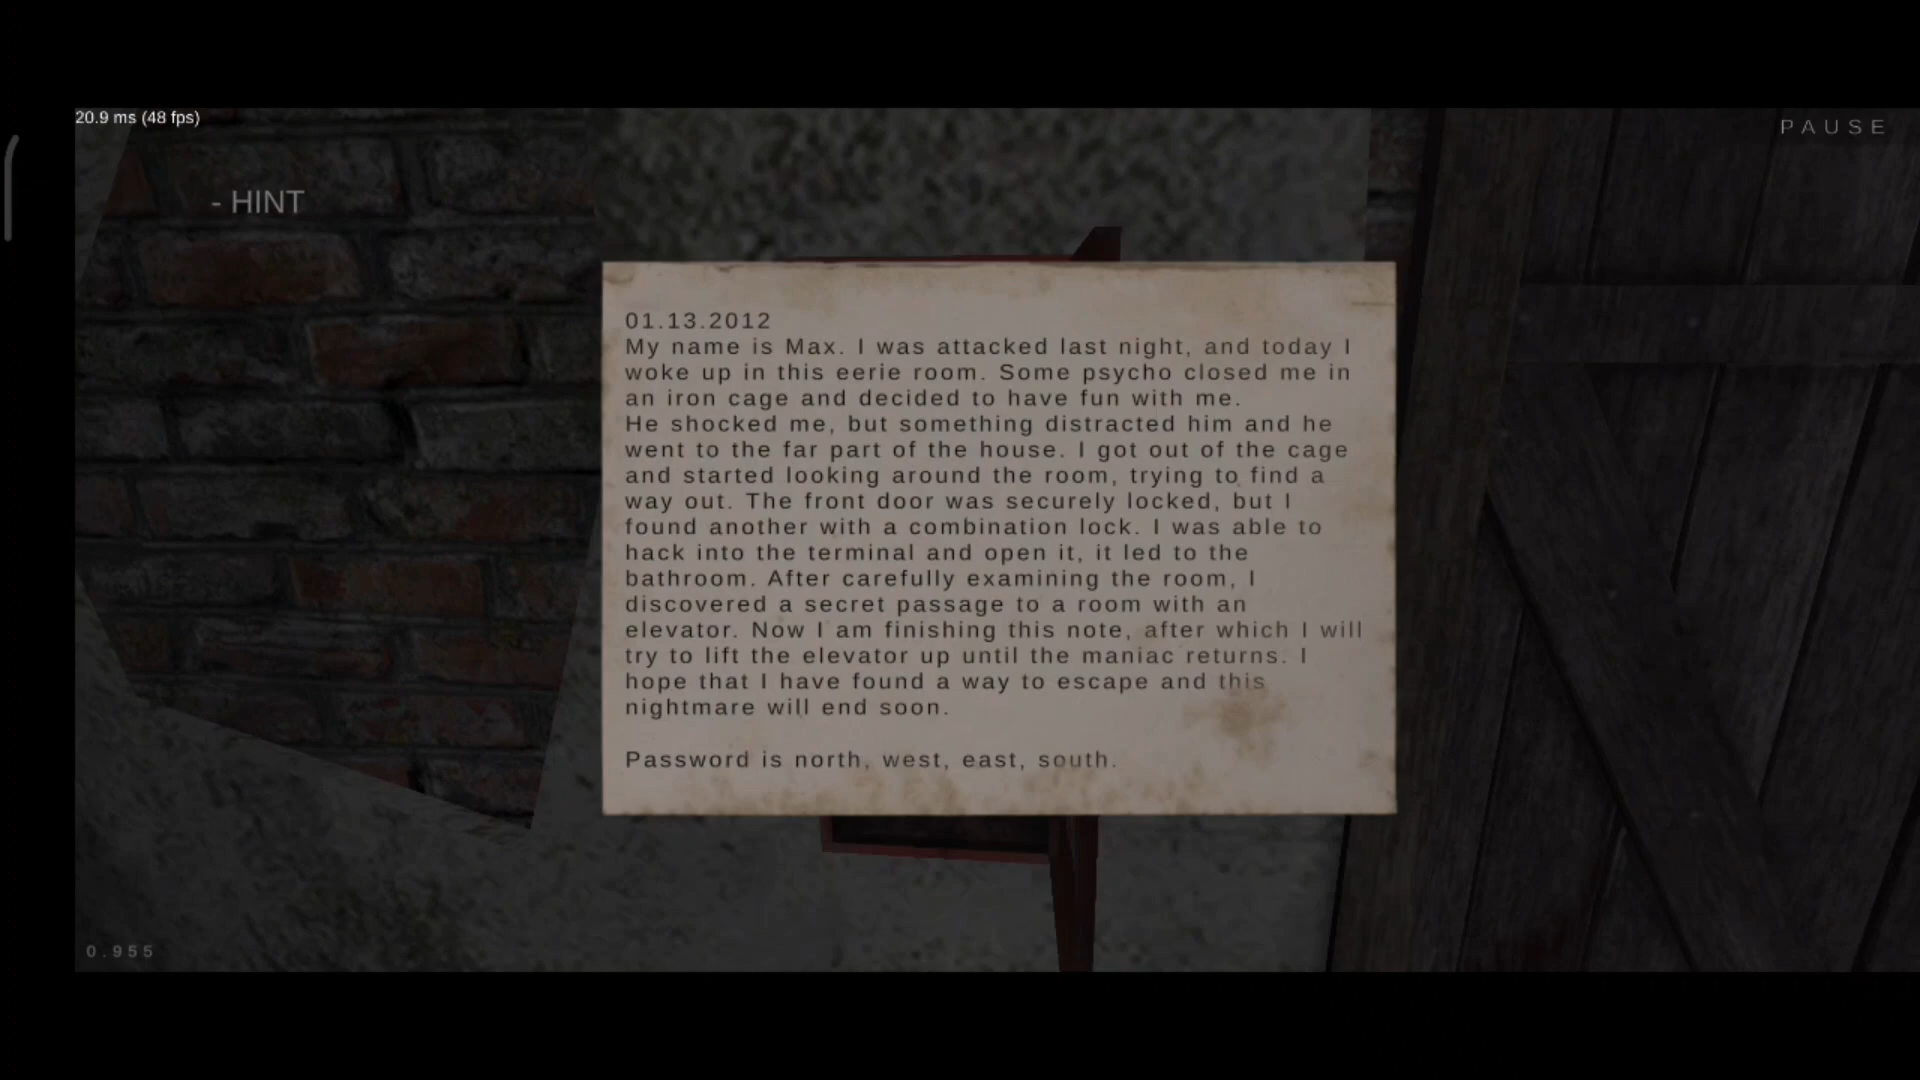 20.9 ms (48 fps)
PAUSE
- HINT
01.13.2012
My name is Max. I was attacked last night, and today I
woke up in this eerie room. Some psycho closed me in
an iron cage and decided to have fun with me.
He shocked me, but something distracted him and he
went to the far part of the house. I got out of the cage
and started looking around the room, trying to find a
way out. The front door was securely locked, but I
found another with a combination lock. I was able to
hack into the terminal and open it, it led to the
bathroom. After carefully examining the room, I
discovered a secret passage to a room with an
elevator. Now I am finishing this note, after which I will
try to lift the elevator up until the maniac returns. I
hope that I have found a way to escape and this
nightmare will end soon.
Password is north, west, east, south.
0.955